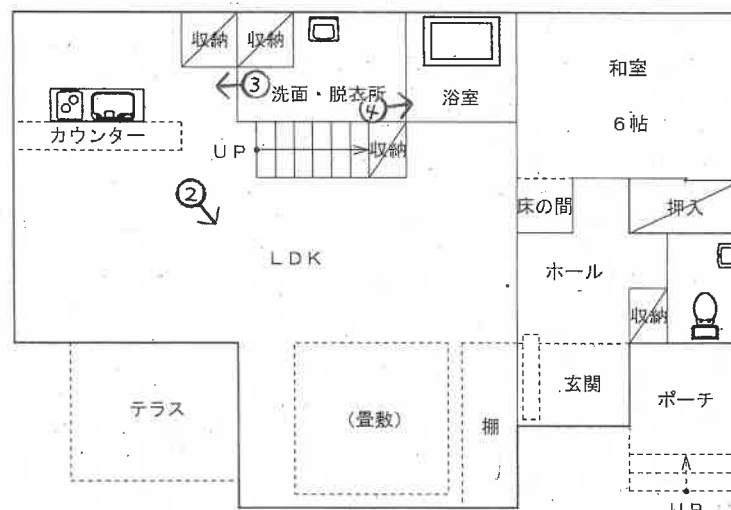 収納
収納
③
洗面・脱衣所
④
浴室
和室
6帖
カウンター
UP
収納
②
床の間
押入
LDK
ホール
収納
テラス
(畳敷)
棚
玄関
ポーチ
UP